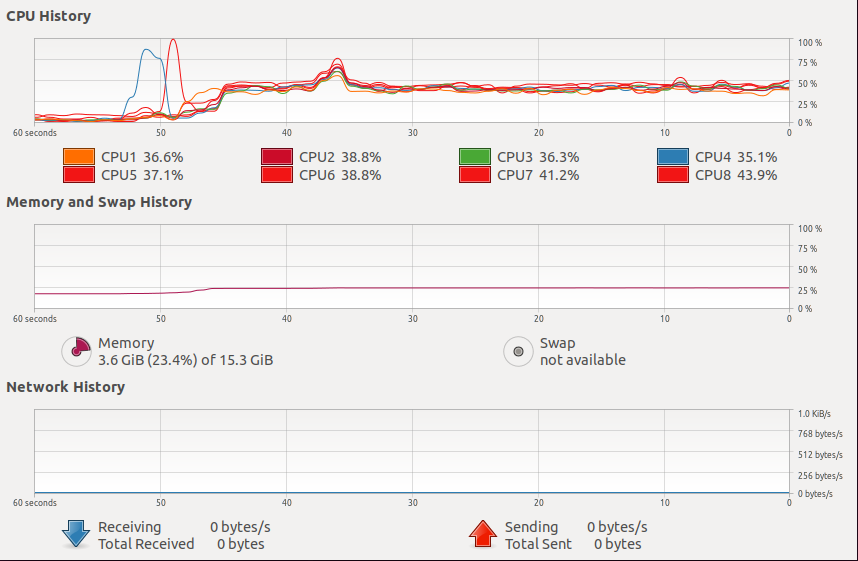 CPU History
100 %
75 %
50 %
25 %
0 %
60 seconds 50 40 30 20 10 0
CPU1 36.6% CPU2 38.8% CPU3 36.3% CPU4 35.1%
CPU5 37.1% CPU6 38.8% CPU7 41.2% CPU8 43.9%
Memory and Swap History
100 %
75 %
50 %
25 %
0 %
60 seconds 50 40 30 20 10 0
Memory Swap
3.6 GiB (23.4%) of 15.3 GiB not available
Network History
1.0 KiB/s
768 bytes/s
512 bytes/s
256 bytes/s
0 bytes/s
60 seconds 50 40 30 20 10 0
Receiving 0 bytes/s Sending 0 bytes/s
Total Received 0 bytes Total Sent 0 bytes